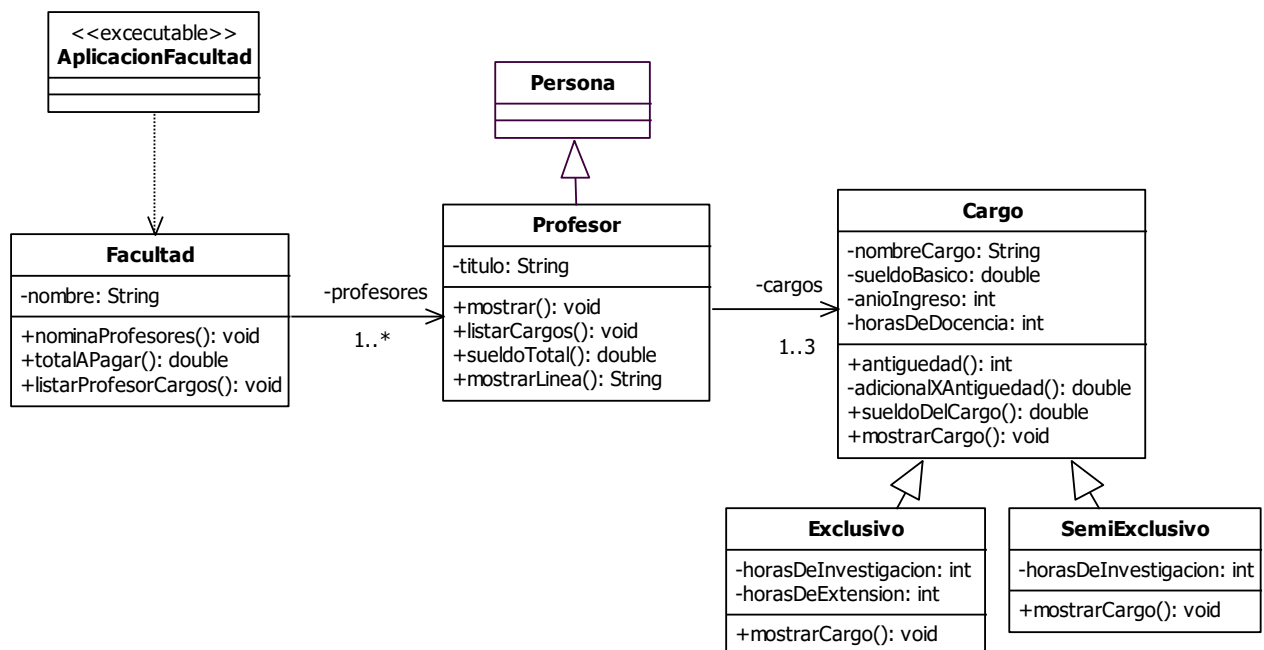 <<excecutable>>
AplicacionFacultad
Persona
Facultad
-nombre: String
+nominaProfesores(): void
+totalAPagar(): double
+listarProfesorCargos(): void
-profesores
1..*
Profesor
-titulo: String
+mostrar(): void
+listarCargos(): void
+sueldoTotal(): double
+mostrarLinea(): String
-cargos
1..3
Cargo
-nombreCargo: String
-sueldoBasico: double
-anioIngreso: int
-horasDeDocencia: int
+antiguedad(): int
-adicionalXAntiguedad(): double
+sueldoDelCargo(): double
+mostrarCargo(): void
Exclusivo
-horasDeInvestigacion: int
-horasDeExtension: int
+mostrarCargo(): void
SemiExclusivo
-horasDeInvestigacion: int
+mostrarCargo(): void